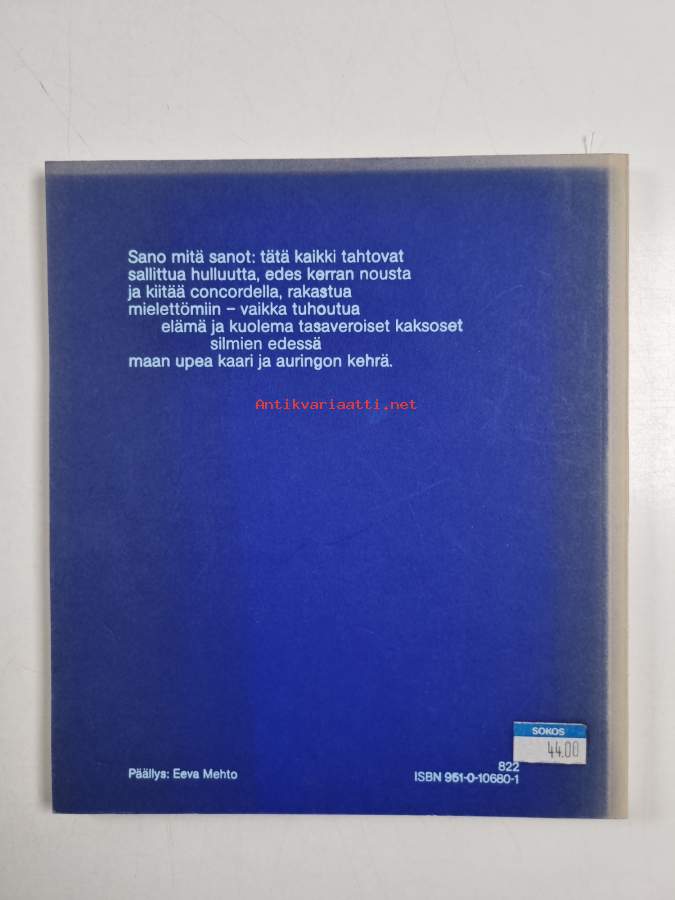 Sano mitä sanot: tätä kaikki tahtovat
sallittua hulluutta, edes kerran nousta
ja kiitää concordella, rakastua
mielettömiin – vaikka tuhoutua
elämä ja kuolema tasaveroiset kaksoset
silmien edessä
maan upea kaari ja auringon kehrä.
Antikvariaatti.net
SOKOS
44.00
822
Päällys: Eeva Mehto
ISBN 951-0-10680-1